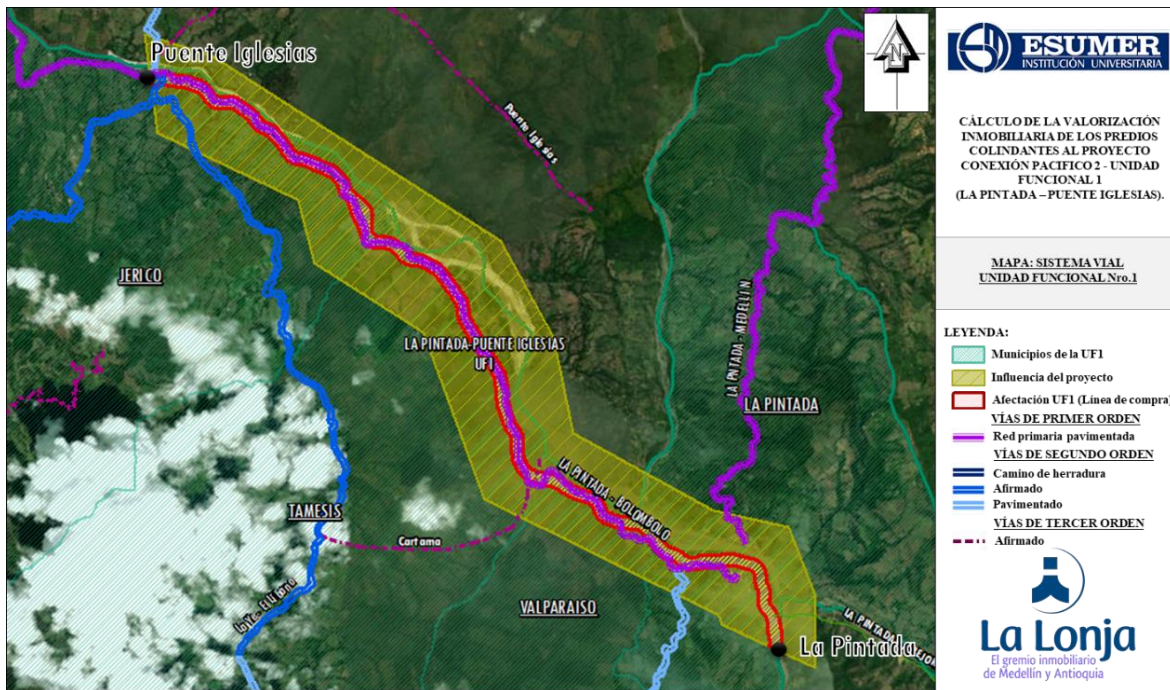 Puente Iglesias
Puente Iglesias
N
JERICO
LA PINTADA - MEDELLIN
LA PINTADA-PUENTE IGLESIAS
UF1
LA PINTADA
LA PINTADA - BOLOMBOLO
TAMESIS
Cartama
VALPARAISO
LA PINTADA
La Pintada
ESUMER
INSTITUCIÓN UNIVERSITARIA
CÁLCULO DE LA VALORIZACIÓN
INMOBILIARIA DE LOS PREDIOS
COLINDANTES AL PROYECTO
CONEXIÓN PACIFICO 2 - UNIDAD
FUNCIONAL 1
(LA PINTADA – PUENTE IGLESIAS).
MAPA: SISTEMA VIAL
UNIDAD FUNCIONAL Nro.1
LEYENDA:
Municipios de la UF1
Influencia del proyecto
Afectación UF1 (Línea de compra)
VÍAS DE PRIMER ORDEN
Red primaria pavimentada
VÍAS DE SEGUNDO ORDEN
Camino de herradura
Afirmado
Pavimentado
VÍAS DE TERCER ORDEN
Afirmado
La Lonja
El gremio inmobiliario
de Medellín y Antioquia